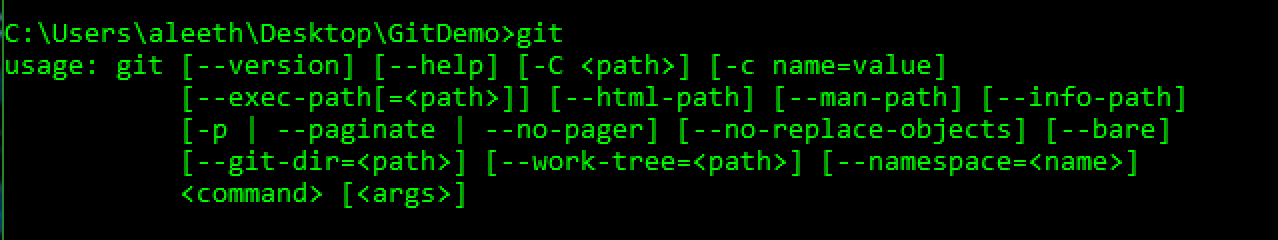 C:\Users\aleeth\Desktop\GitDemo>git
usage: git [--version] [--help] [-C <path>] [-c name=value]
           [--exec-path[=<path>]] [--html-path] [--man-path] [--info-path]
           [-p | --paginate | --no-pager] [--no-replace-objects] [--bare]
           [--git-dir=<path>] [--work-tree=<path>] [--namespace=<name>]
           <command> [<args>]